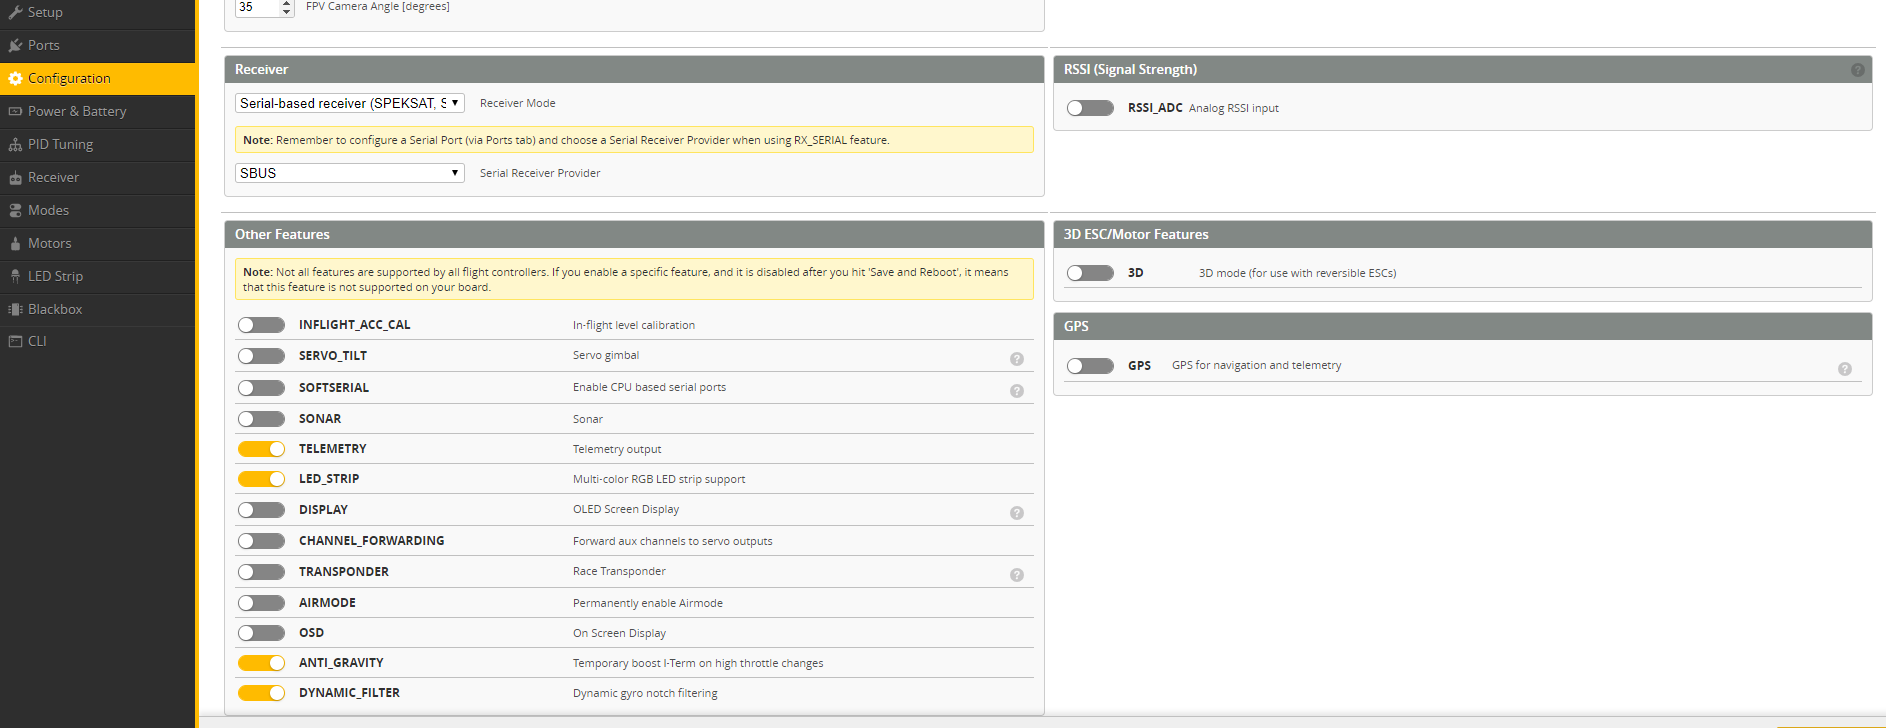 Setup
Ports
Configuration
Power & Battery
PID Tuning
Receiver
Modes
Motors
LED Strip
Blackbox
CLI
35 FPV Camera Angle [degrees]
Receiver
Serial-based receiver (SPEKSAT, S Receiver Mode
Note: Remember to configure a Serial Port (via Ports tab) and choose a Serial Receiver Provider when using RX_SERIAL feature.
SBUS Serial Receiver Provider
RSSI (Signal Strength)
RSSI_ADC Analog RSSI input
Other Features
Note: Not all features are supported by all flight controllers. If you enable a specific feature, and it is disabled after you hit 'Save and Reboot', it means
that this feature is not supported on your board.
INFLIGHT_ACC_CAL In-flight level calibration
SERVO_TILT Servo gimbal
SOFTSERIAL Enable CPU based serial ports
SONAR Sonar
TELEMETRY Telemetry output
LED_STRIP Multi-color RGB LED strip support
DISPLAY OLED Screen Display
CHANNEL_FORWARDING Forward aux channels to servo outputs
TRANSPONDER Race Transponder
AIRMODE Permanently enable Airmode
OSD On Screen Display
ANTI_GRAVITY Temporary boost I-Term on high throttle changes
DYNAMIC_FILTER Dynamic gyro notch filtering
3D ESC/Motor Features
3D 3D mode (for use with reversible ESCs)
GPS
GPS GPS for navigation and telemetry